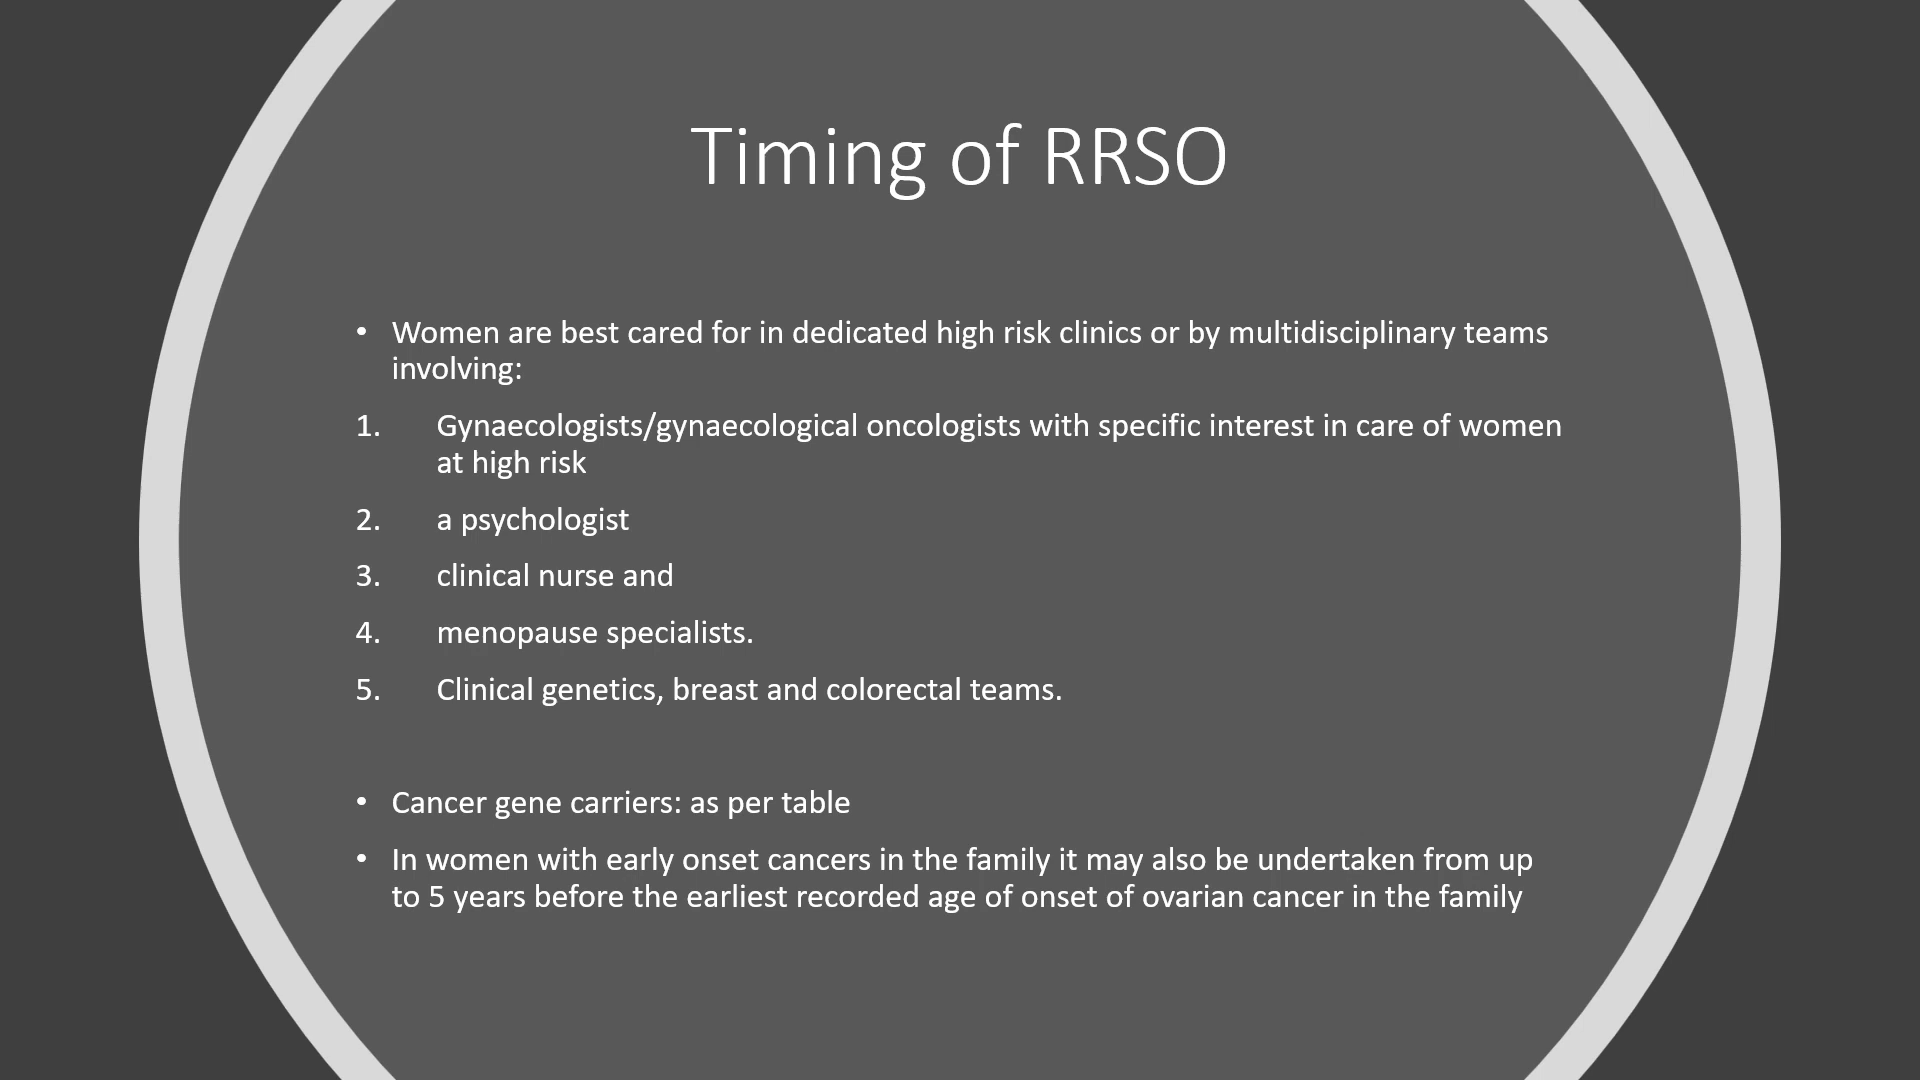 Timing of RRSO
• Women are best cared for in dedicated high risk clinics or by multidisciplinary teams
involving:
1. Gynaecologists/gynaecological oncologists with specific interest in care of women
at high risk
2. a psychologist
3. clinical nurse and
4. menopause specialists.
5. Clinical genetics, breast and colorectal teams.
• Cancer gene carriers: as per table
• In women with early onset cancers in the family it may also be undertaken from up
to 5 years before the earliest recorded age of onset of ovarian cancer in the family